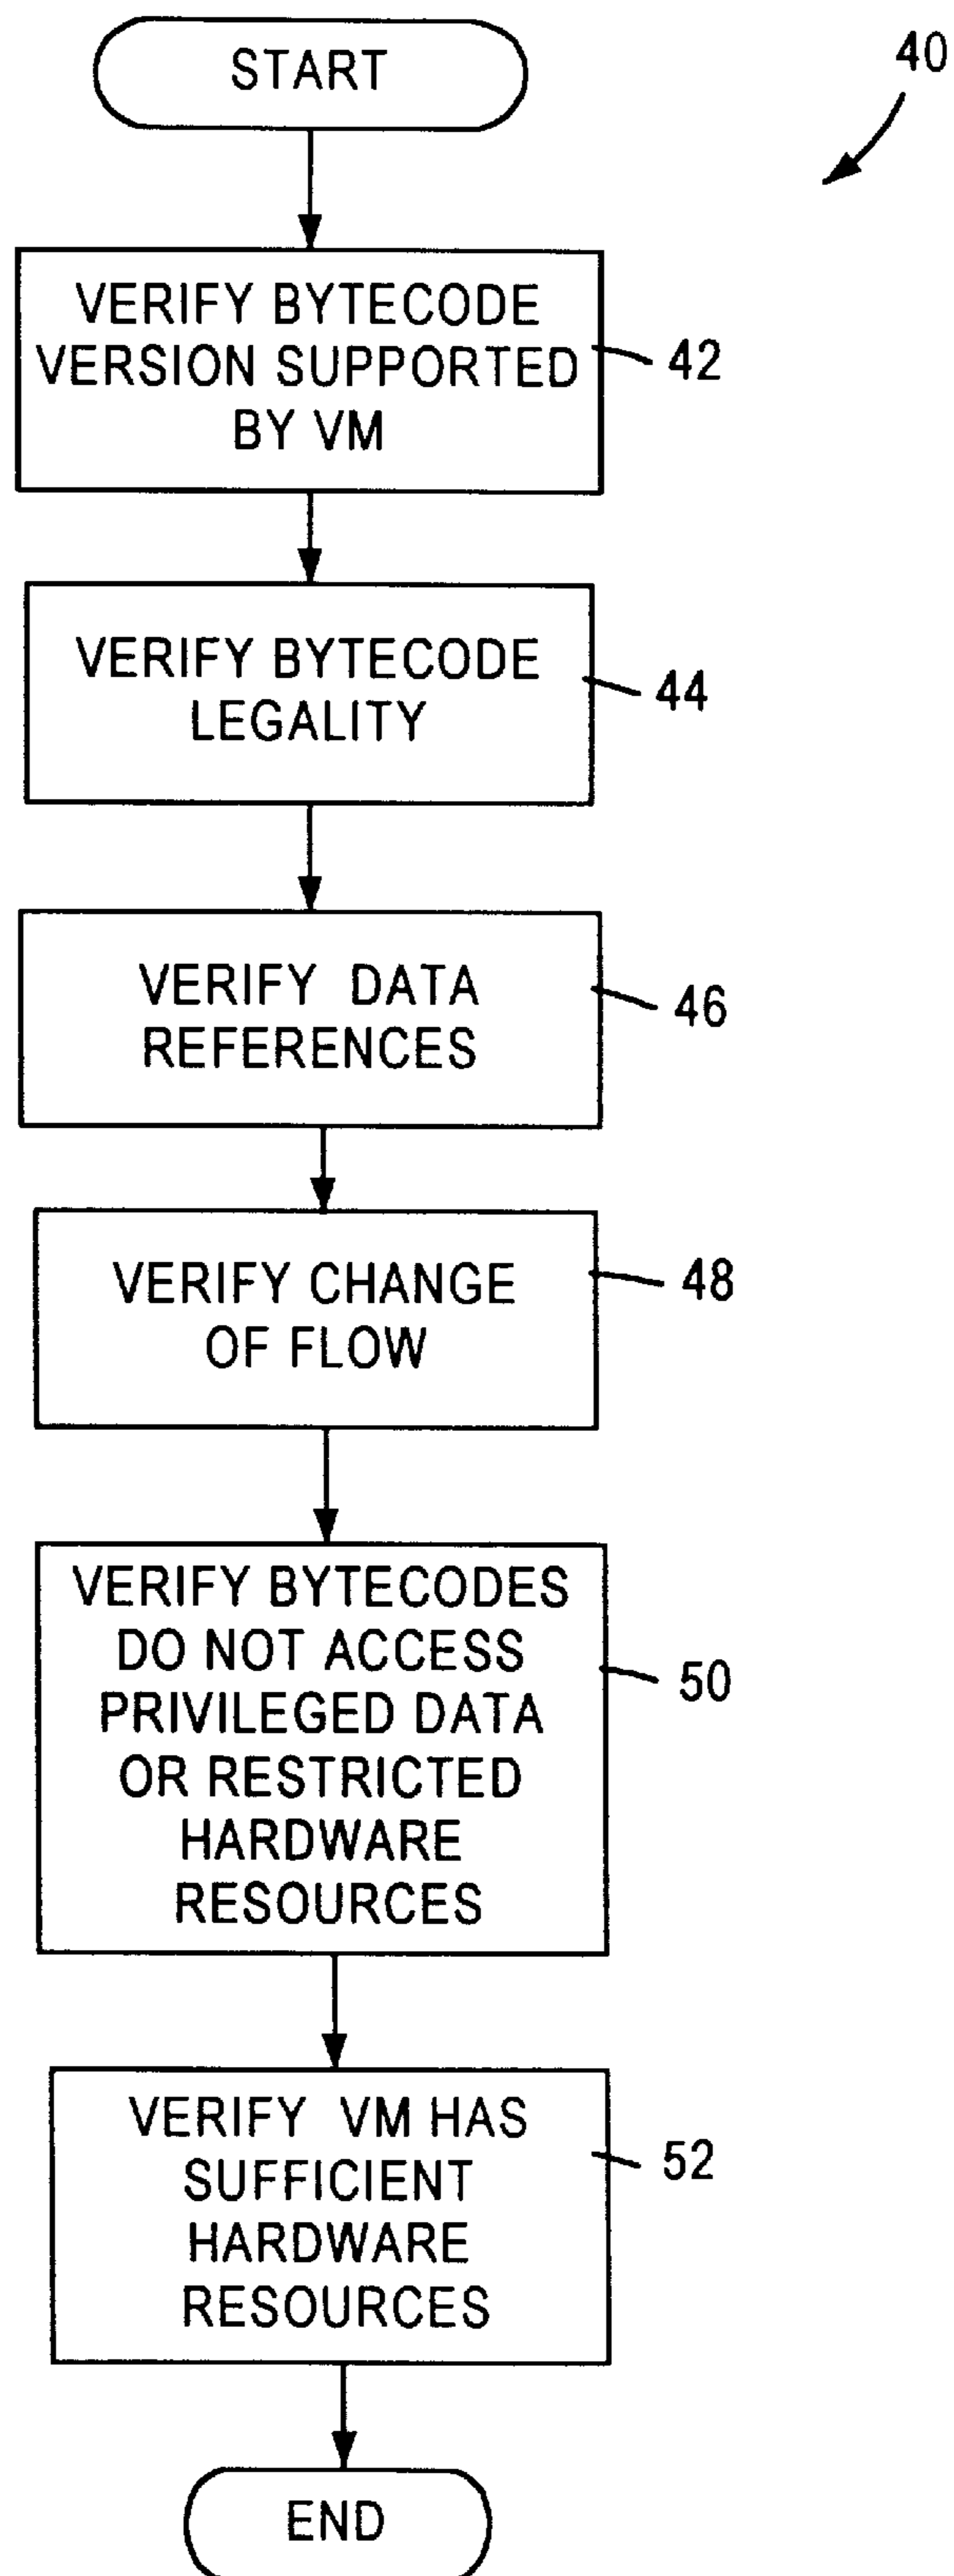 START
40
VERIFY BYTECODE
VERSION SUPPORTED
BY VM
42
VERIFY BYTECODE
LEGALITY
44
VERIFY DATA
REFERENCES
46
VERIFY CHANGE
OF FLOW
48
VERIFY BYTECODES
DO NOT ACCESS
PRIVILEGED DATA
OR RESTRICTED
HARDWARE
RESOURCES
50
VERIFY VM HAS
SUFFICIENT
HARDWARE
RESOURCES
52
END